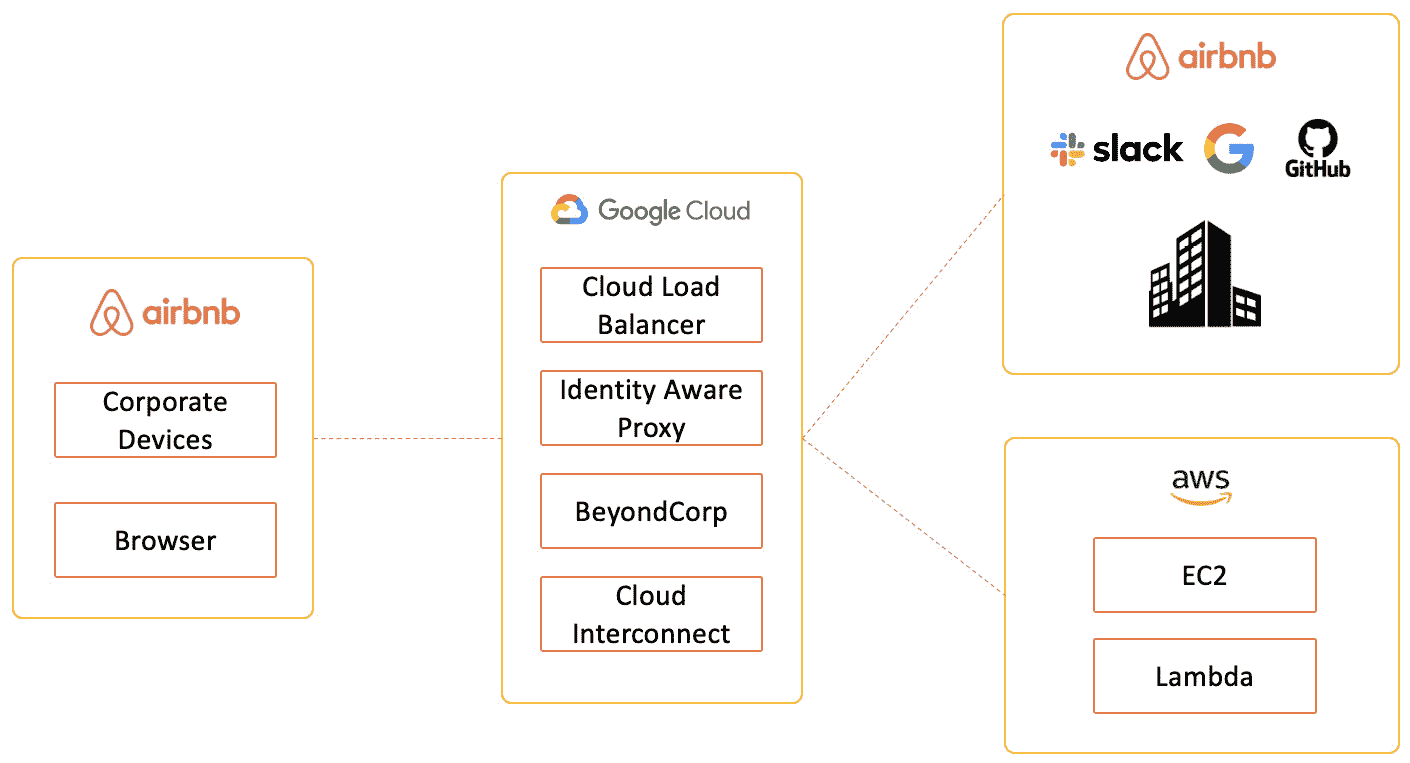 airbnb
Corporate
Devices
Browser
Google Cloud
Cloud Load
Balancer
Identity Aware
Proxy
BeyondCorp
Cloud
Interconnect
airbnb
slack
G
GitHub
aws
EC2
Lambda